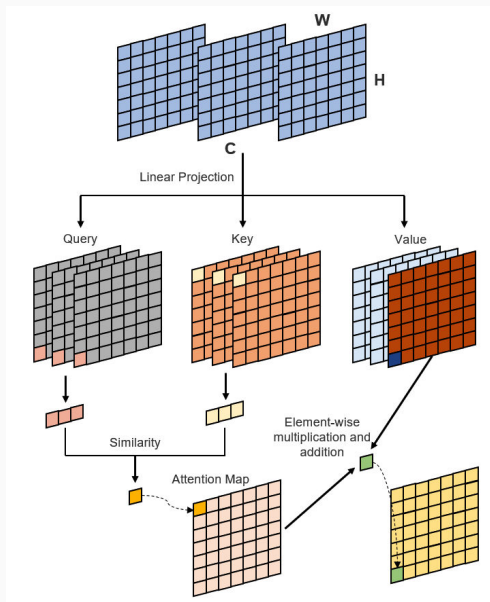 W
H
C
Linear Projection
Query
Key
Value
Similarity
Element-wise
multiplication and
addition
Attention Map